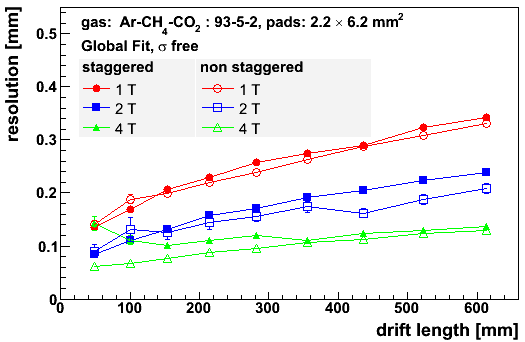 gas: Ar-CH4-CO2 : 93-5-2, pads: 2.2 × 6.2 mm²
Global Fit, σ free
staggered non staggered
1 T 1 T
2 T 2 T
4 T 4 T
resolution [mm]
0.5
0.4
0.3
0.2
0.1
0
0 100 200 300 400 500 600
drift length [mm]